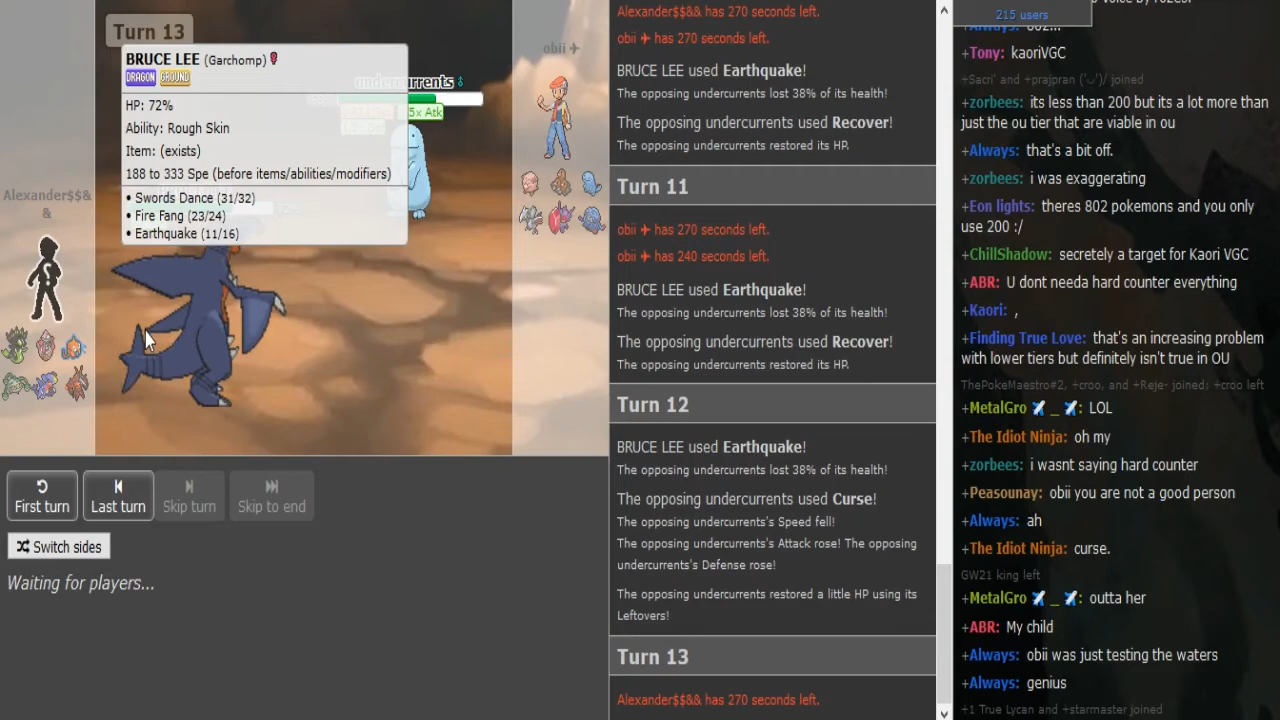 Turn 13
BRUCE LEE (Garchomp)
DRAGON GROUND
HP: 72%
Ability: Rough Skin
Item: (exists)
188 to 333 Spe (before items/abilities/modifiers)
• Swords Dance (31/32)
• Fire Fang (23/24)
• Earthquake (11/16)
undercurrents
5x Atk
obii
Alexander$$&
&
First turn
Last turn
Skip turn
Skip to end
Switch sides
Waiting for players...
Alexander$$&& has 270 seconds left.
obii ✈ has 270 seconds left.
BRUCE LEE used Earthquake!
The opposing undercurrents lost 38% of its health!
The opposing undercurrents used Recover!
The opposing undercurrents restored its HP.
Turn 11
obii ✈ has 270 seconds left.
obii ✈ has 240 seconds left.
BRUCE LEE used Earthquake!
The opposing undercurrents lost 38% of its health!
The opposing undercurrents used Recover!
The opposing undercurrents restored its HP.
Turn 12
BRUCE LEE used Earthquake!
The opposing undercurrents lost 38% of its health!
The opposing undercurrents used Curse!
The opposing undercurrents's Speed fell!
The opposing undercurrents's Attack rose! The opposing
undercurrents's Defense rose!
The opposing undercurrents restored a little HP using its
Leftovers!
Turn 13
Alexander$$&& has 270 seconds left.
215 users
+Tony: kaoriVGC
+Sacri' and +prajpran ('◡')/ joined
zorbees: its less than 200 but its a lot more than
just the ou tier that are viable in ou
+Always: that's a bit off.
zorbees: i was exaggerating
+Eon lights: theres 802 pokemons and you only
use 200 :/
+ChillShadow: secretely a target for Kaori VGC
+ABR: U dont needa hard counter everything
+Kaori: ,
+Finding True Love: that's an increasing problem
with lower tiers but definitely isn't true in OU
ThePokeMaestro#2, +croo, and +Reje- joined; +croo left
+MetalGro ✈ _ ✈: LOL
+The Idiot Ninja: oh my
+zorbees: i wasnt saying hard counter
+Peasounay: obii you are not a good person
+Always: ah
+The Idiot Ninja: curse.
GW21 king left
+MetalGro ✈ _ ✈: outta her
+ABR: My child
+Always: obii was just testing the waters
+Always: genius
+1 True Lycan and +starmaster joined